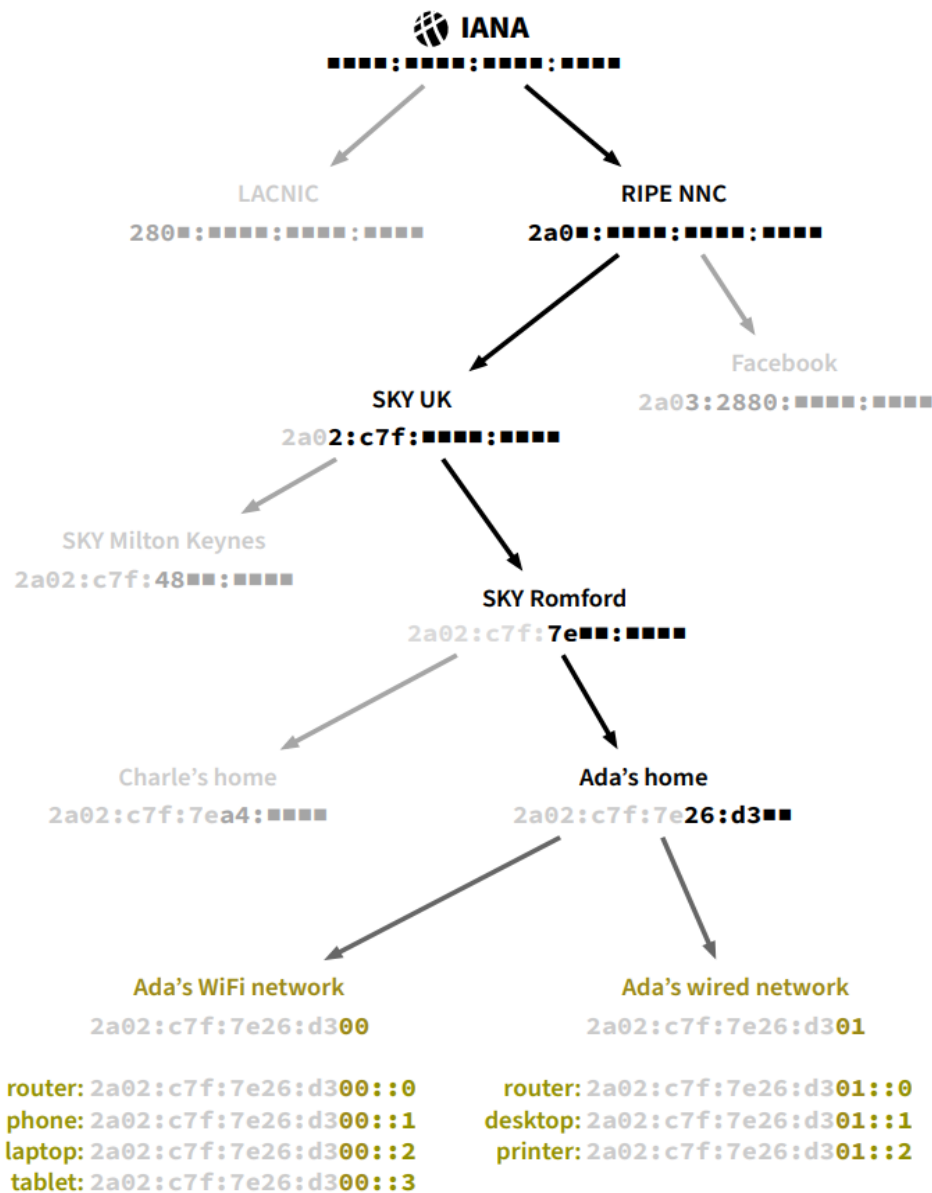 IANA
■■■■:■■■■:■■■■:■■■■
LACNIC
280■:■■■■:■■■■:■■■■
RIPE NNC
2a0■:■■■■:■■■■:■■■■
Facebook
2a03:2880:■■■■:■■■■
SKY UK
2a02:c7f:■■■■:■■■■
SKY Milton Keynes
2a02:c7f:48■■:■■■■
SKY Romford
2a02:c7f:7e■■:■■■■
Charle's home
2a02:c7f:7ea4:■■■■
Ada's home
2a02:c7f:7e26:d3■■
Ada's WiFi network
2a02:c7f:7e26:d300
router: 2a02:c7f:7e26:d300::0
phone: 2a02:c7f:7e26:d300::1
laptop: 2a02:c7f:7e26:d300::2
tablet: 2a02:c7f:7e26:d300::3
Ada's wired network
2a02:c7f:7e26:d301
router: 2a02:c7f:7e26:d301::0
desktop: 2a02:c7f:7e26:d301::1
printer: 2a02:c7f:7e26:d301::2